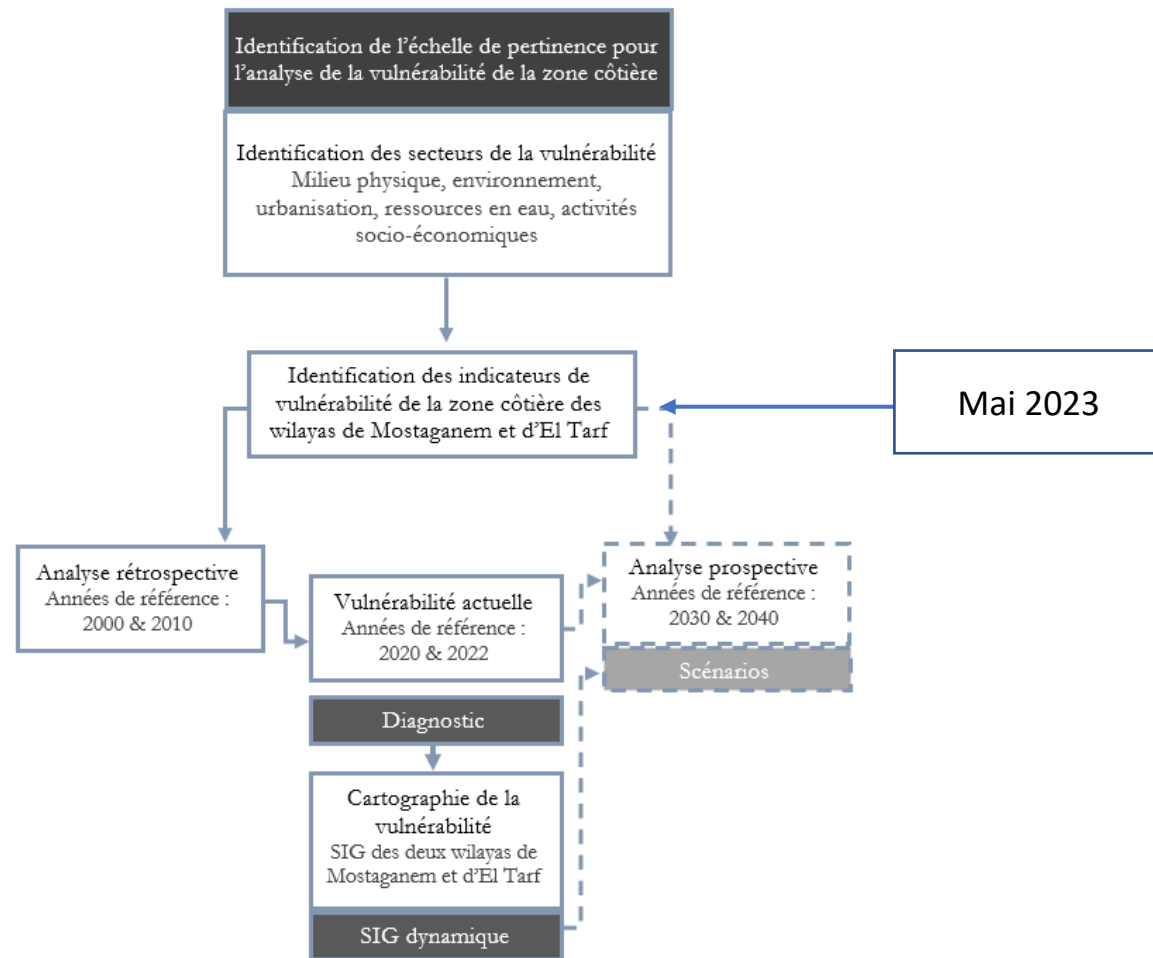 Identification de l'échelle de pertinence pour
l'analyse de la vulnérabilité de la zone côtière
Identification des secteurs de la vulnérabilité
Milieu physique, environnement,
urbanisation, ressources en eau, activités
socio-économiques
Identification des indicateurs de
vulnérabilité de la zone côtière des
wilayas de Mostaganem et d'El Tarf
Mai 2023
Analyse rétrospective
Années de référence :
2000 & 2010
Vulnérabilité actuelle
Années de référence :
2020 & 2022
Analyse prospective
Années de référence :
2030 & 2040
Scénarios
Diagnostic
Cartographie de la
vulnérabilité
SIG des deux wilayas de
Mostaganem et d'El Tarf
SIG dynamique